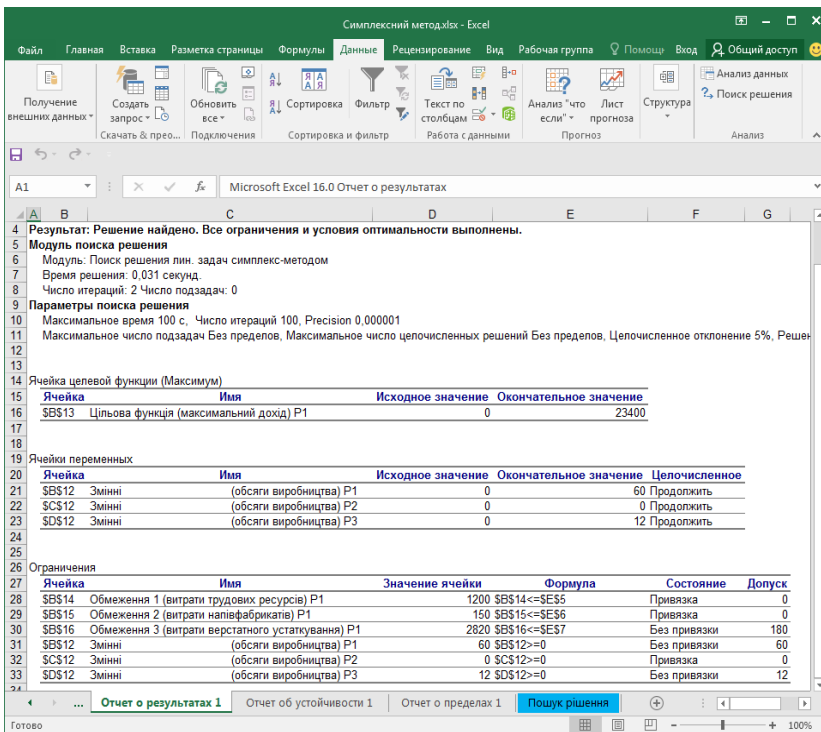 Симплексний метод.xlsx - Excel
Файл Главная Вставка Разметка страницы Формулы Данные Рецензирование Вид Рабочая группа Помощь Вход Общий доступ
Получение внешних данных
Создать запрос
Обновить все
Сортировка
Фильтр
Текст по столбцам
Анализ "что если"
Лист прогноза
Структура
Анализ данных
Поиск решения
Скачать & прео... Подключения Сортировка и фильтр Работа с данными Прогноз Анализ
A1 fx Microsoft Excel 16.0 Отчет о результатах
A B C D E F G
4 Результат: Решение найдено. Все ограничения и условия оптимальности выполнены.
5 Модуль поиска решения
6 Модуль: Поиск решения лин. задач симплекс-методом
7 Время решения: 0,031 секунд.
8 Число итераций: 2 Число подзадач: 0
9 Параметры поиска решения
10 Максимальное время 100 с, Число итераций 100, Precision 0,000001
11 Максимальное число подзадач Без пределов, Максимальное число целочисленных решений Без пределов, Целочисленное отклонение 5%, Решен
12
13
14 Ячейка целевой функции (Максимум)
15 Ячейка Имя Исходное значение Окончательное значение
16 $B$13 Цільова функція (максимальний дохід) P1 0 23400
17
18
19 Ячейки переменных
20 Ячейка Имя Исходное значение Окончательное значение Целочисленное
21 $B$12 Змінні (обсяги виробництва) P1 0 60 Продолжить
22 $C$12 Змінні (обсяги виробництва) P2 0 0 Продолжить
23 $D$12 Змінні (обсяги виробництва) P3 0 12 Продолжить
24
25
26 Ограничения
27 Ячейка Имя Значение ячейки Формула Состояние Допуск
28 $B$14 Обмеження 1 (витрати трудових ресурсів) P1 1200 $B$14<=$E$5 Привязка 0
29 $B$15 Обмеження 2 (витрати напівфабрикатів) P1 150 $B$15<=$E$6 Привязка 0
30 $B$16 Обмеження 3 (витрати верстатного устаткування) P1 2820 $B$16<=$E$7 Без привязки 180
31 $B$12 Змінні (обсяги виробництва) P1 60 $B$12>=0 Без привязки 60
32 $C$12 Змінні (обсяги виробництва) P2 0 $C$12>=0 Привязка 0
33 $D$12 Змінні (обсяги виробництва) P3 12 $D$12>=0 Без привязки 12
... Отчет о результатах 1 Отчет об устойчивости 1 Отчет о пределах 1 Пошук рішення
Готово 100%